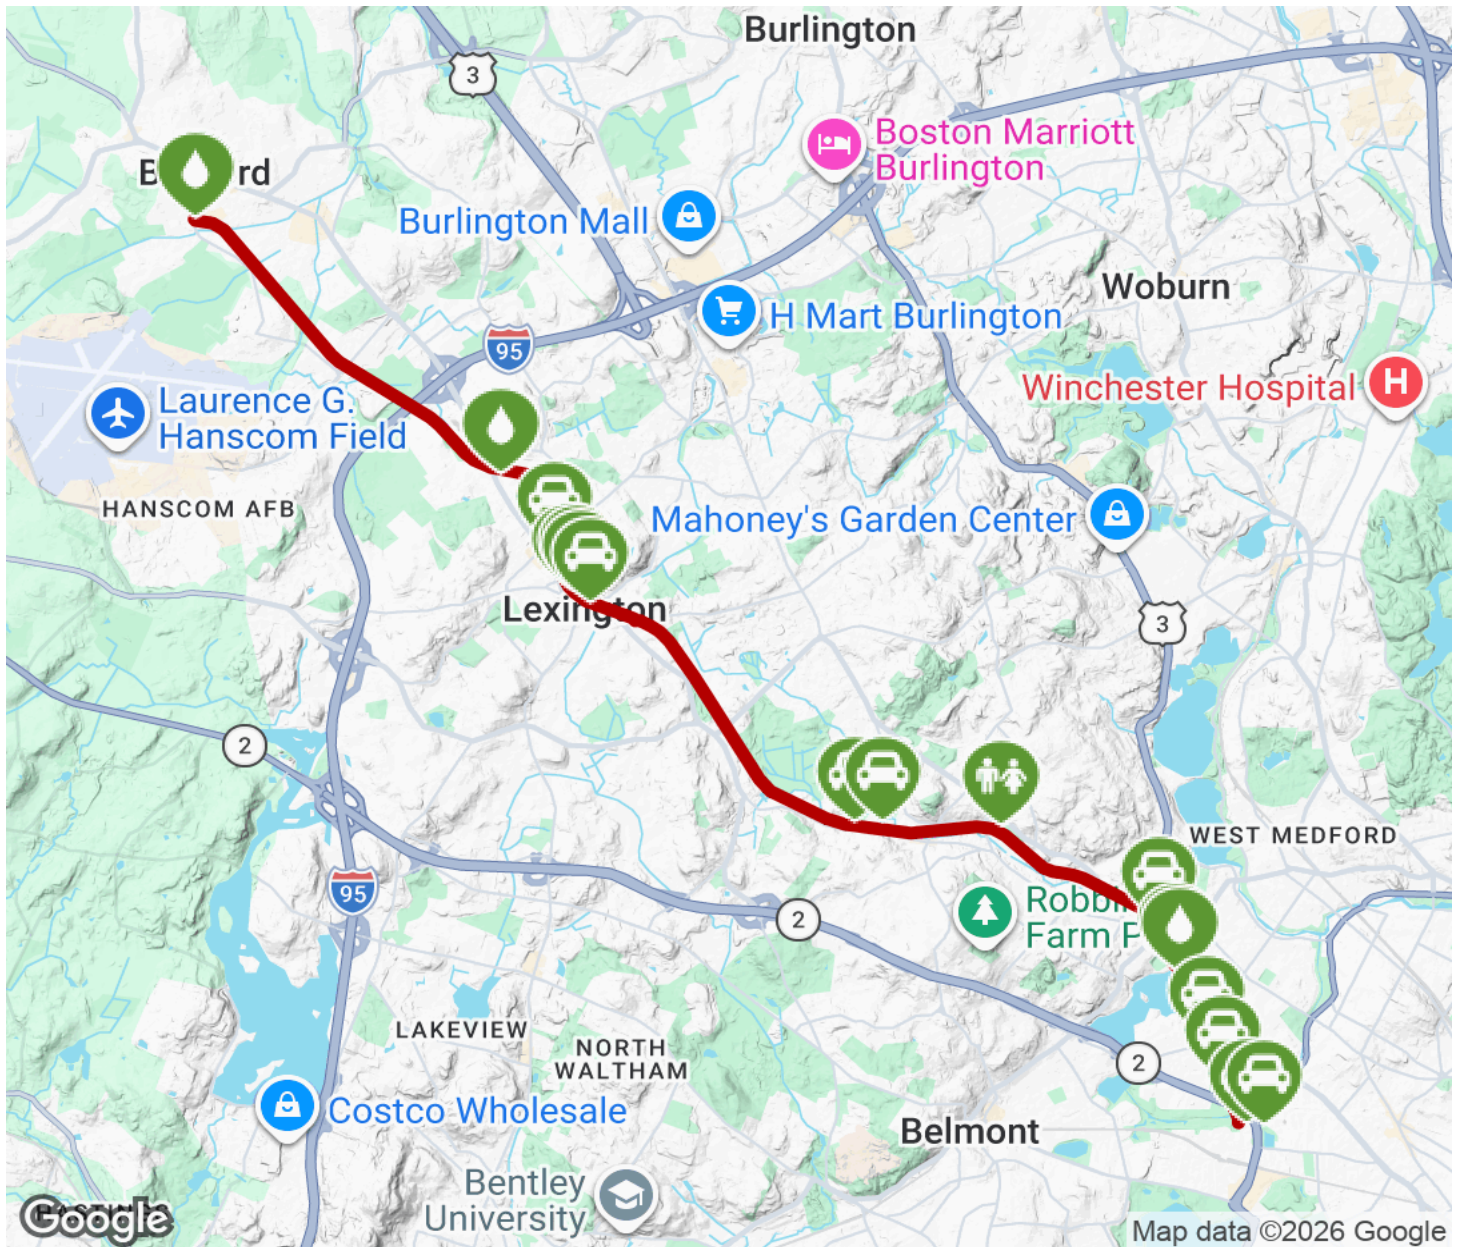 Burlington
3
Boston Marriott
Burlington
B rd
Burlington Mall
Woburn
H Mart Burlington
95
Winchester Hospital
H
Laurence G.
Hanscom Field
HANSCOM AFB
Mahoney's Garden Center
Lexington
3
2
WEST MEDFORD
95
2
Robbi
Farm P
LAKEVIEW
NORTH
WALTHAM
2
Costco Wholesale
Belmont
Bentley
University
Google
Map data ©2026 Google